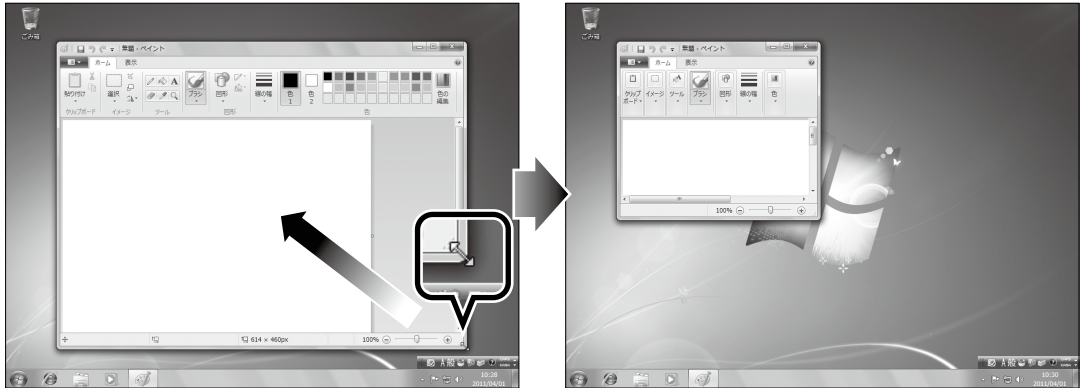 ごみ箱
無題 - ペイント
ホーム 表示
貼り付け
選択
A
ブラシ
図形
線の幅
色
1
色
2
色の
編集
クリップボード
イメージ
ツール
図形
色
614 × 460px
100%
A 般
10:28
2011/04/01
ごみ箱
無題 - ペイント
ホーム 表示
クリップ
ボード
イメージ
ツール
ブラシ
図形
線の幅
色
100%
A 般
10:30
2011/04/01